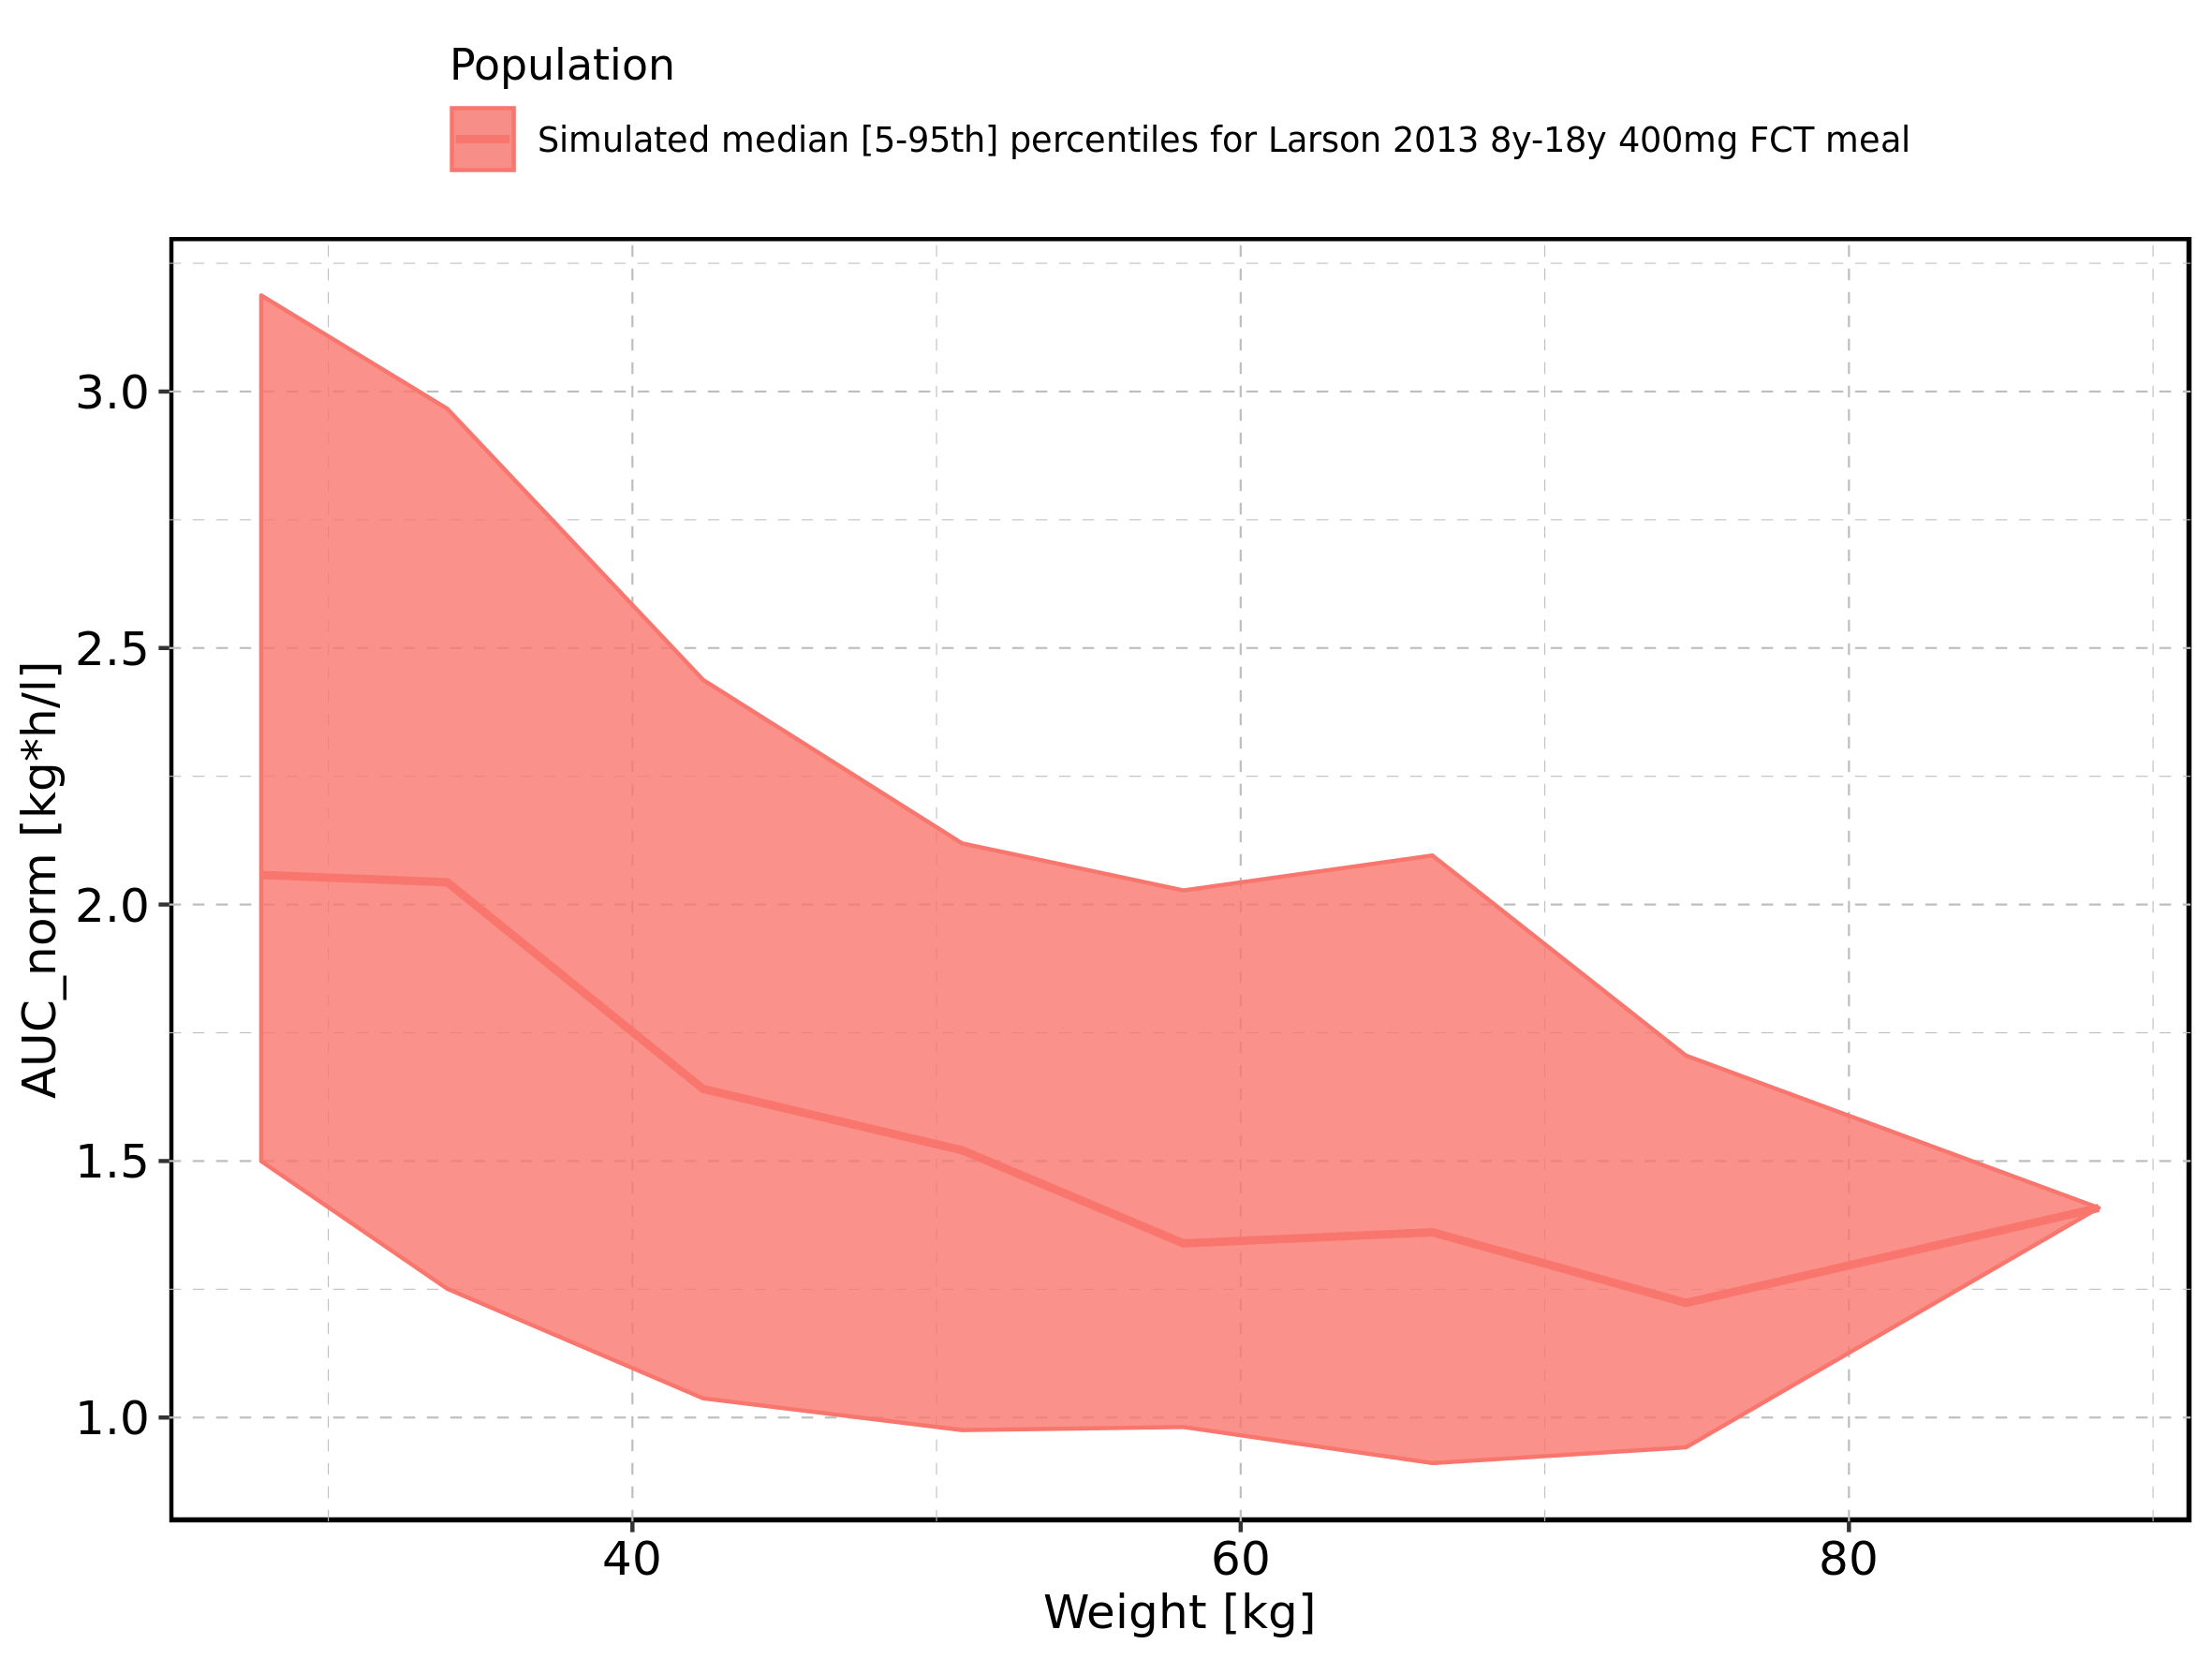 Population
Simulated median [5-95th] percentiles for Larson 2013 8y-18y 400mg FCT meal
AUC_norm [kg*h/l]
3.0
2.5
2.0
1.5
1.0
40
60
80
Weight [kg]